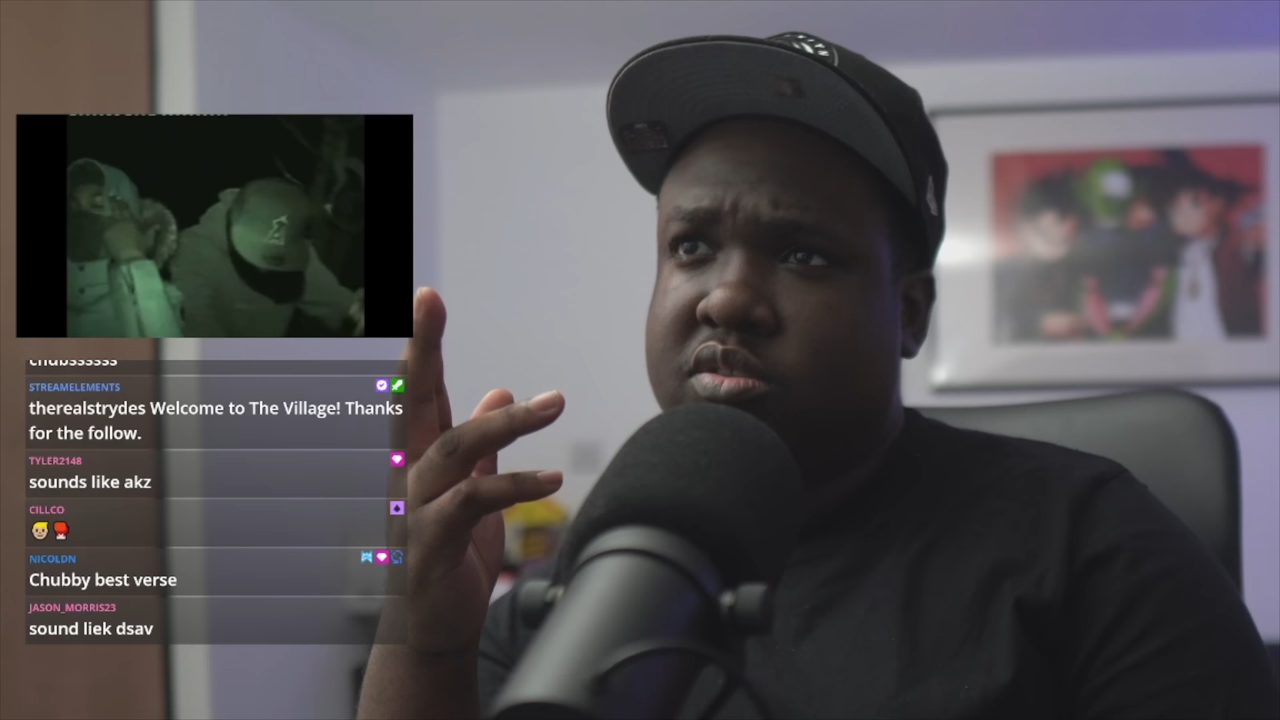 chubssssss
STREAMELEMENTS
therealstrydes Welcome to The Village! Thanks
for the follow.
TYLER2148
sounds like akz
CILLCO
NICOLDN
Chubby best verse
JASON_MORRIS23
sound liek dsav